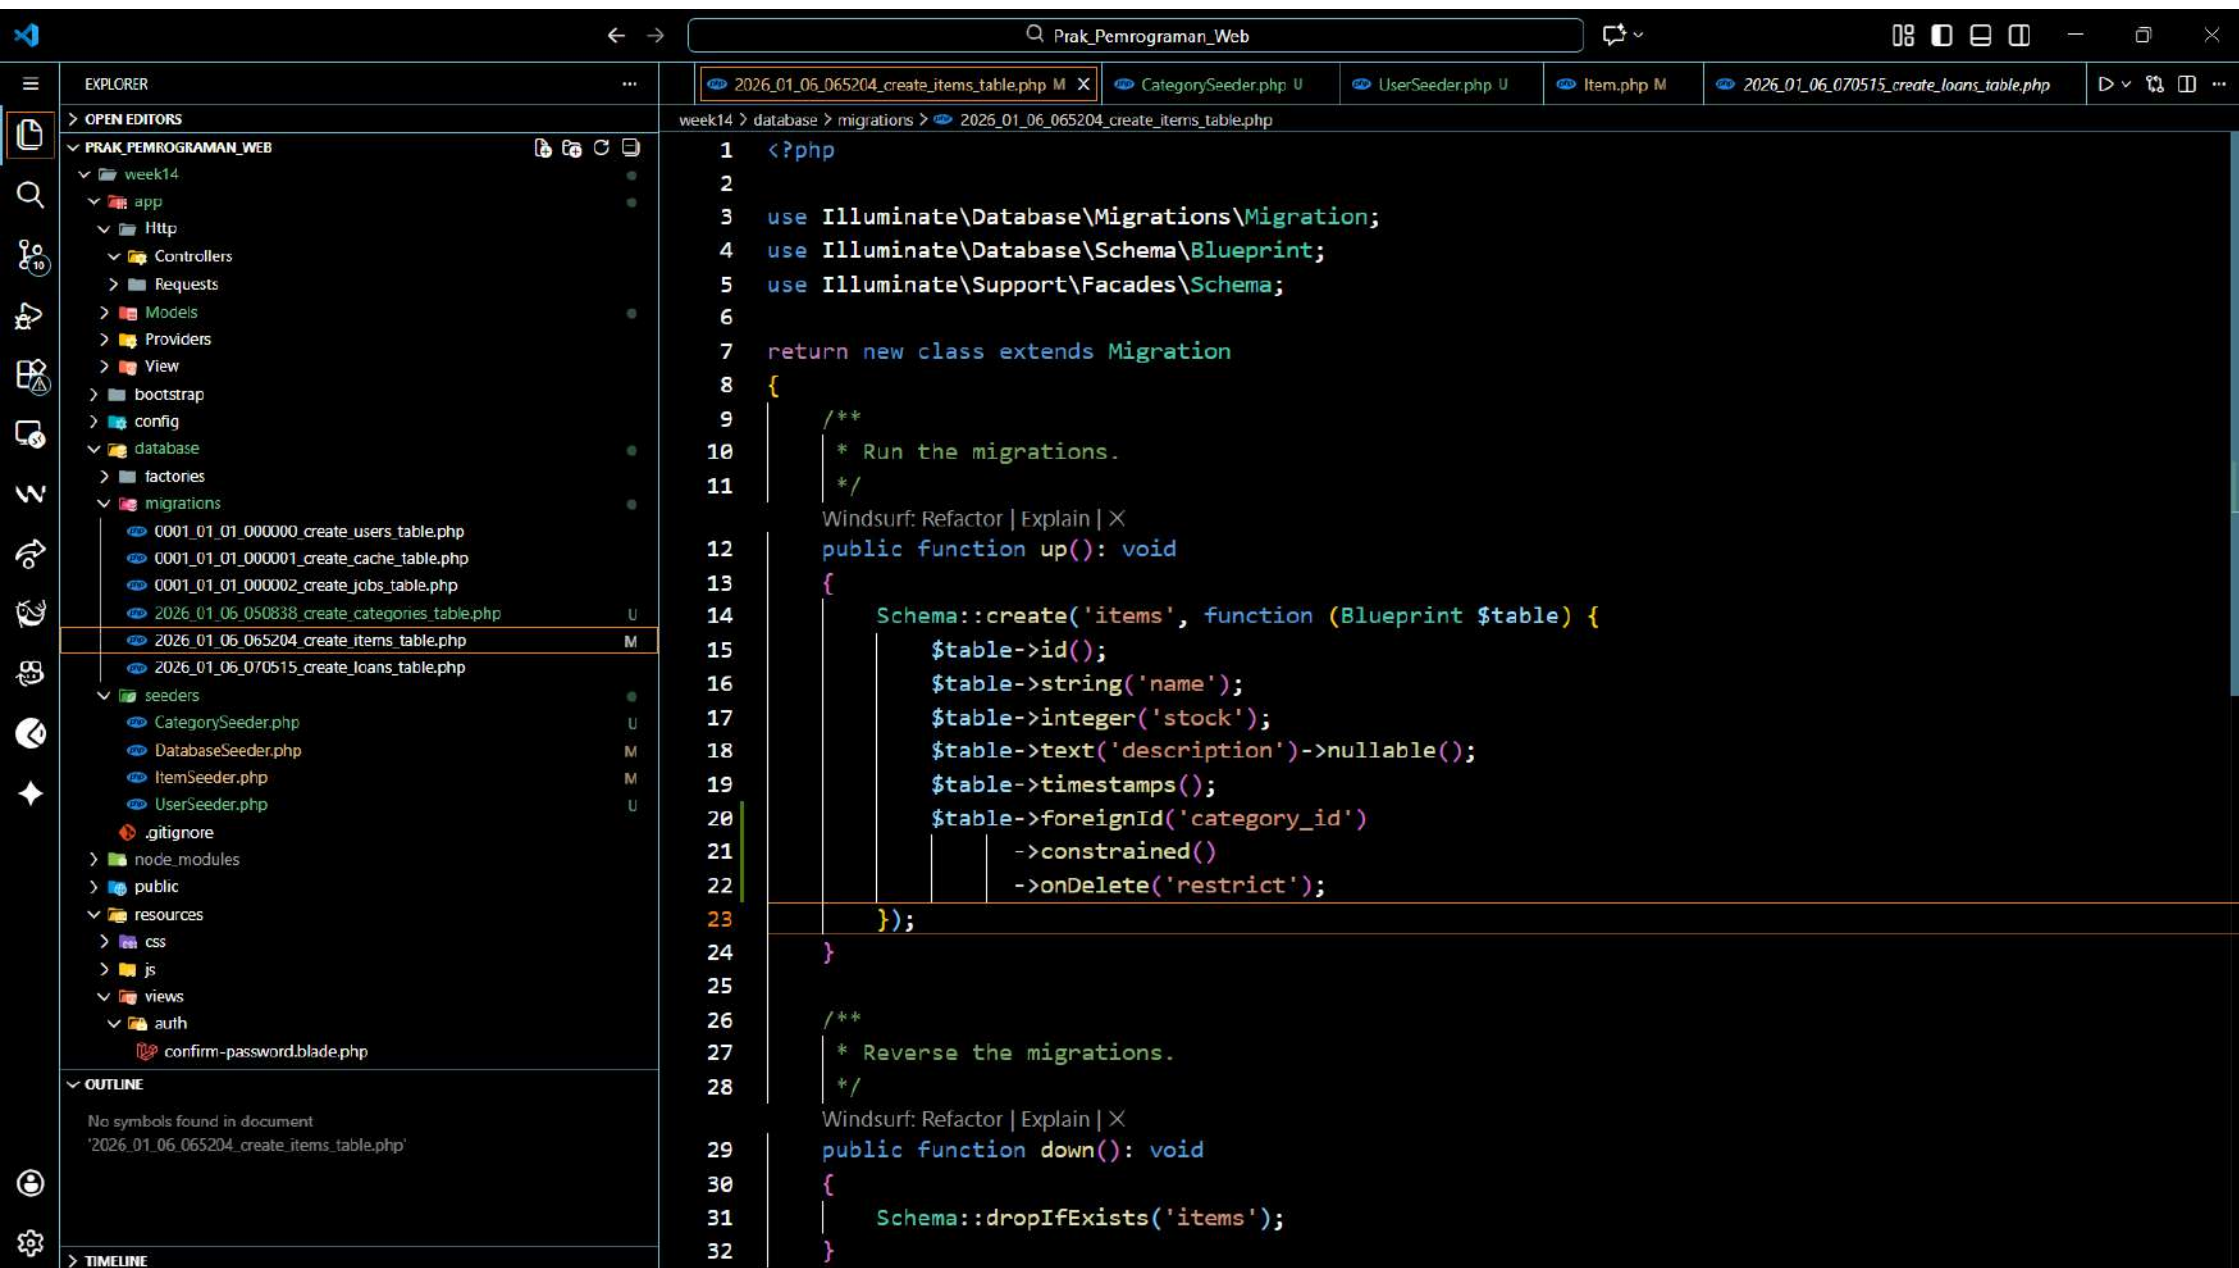 Prak_Pemrograman_Web
EXPLORER
OPEN EDITORS
PRAK_PEMROGRAMAN_WEB
week14
app
Http
Controllers
Requests
Models
Providers
View
bootstrap
config
database
factories
migrations
0001_01_01_000000_create_users_table.php
0001_01_01_000001_create_cache_table.php
0001_01_01_000002_create_jobs_table.php
2026_01_06_050838_create_categories_table.php U
2026_01_06_065204_create_items_table.php M
2026_01_06_070515_create_loans_table.php
seeders
CategorySeeder.php U
DatabaseSeeder.php M
ItemSeeder.php M
UserSeeder.php U
.gitignore
node_modules
public
resources
css
js
views
auth
confirm-password.blade.php
OUTLINE
No symbols found in document
'2026_01_06_065204_create_items_table.php'
TIMELINE
10
2026_01_06_065204_create_items_table.php M CategorySeeder.php U UserSeeder.php U Item.php M 2026_01_06_070515_create_loans_table.php
week14 > database > migrations > 2026_01_06_065204_create_items_table.php
1 <?php
2
3 use Illuminate\Database\Migrations\Migration;
4 use Illuminate\Database\Schema\Blueprint;
5 use Illuminate\Support\Facades\Schema;
6
7 return new class extends Migration
8 {
9 /**
10 * Run the migrations.
11 */
Windsurf: Refactor | Explain | X
12 public function up(): void
13 {
14 Schema::create('items', function (Blueprint $table) {
15 $table->id();
16 $table->string('name');
17 $table->integer('stock');
18 $table->text('description')->nullable();
19 $table->timestamps();
20 $table->foreignId('category_id')
21 ->constrained()
22 ->onDelete('restrict');
23 });
24 }
25
26 /**
27 * Reverse the migrations.
28 */
Windsurf: Refactor | Explain | X
29 public function down(): void
30 {
31 Schema::dropIfExists('items');
32 }